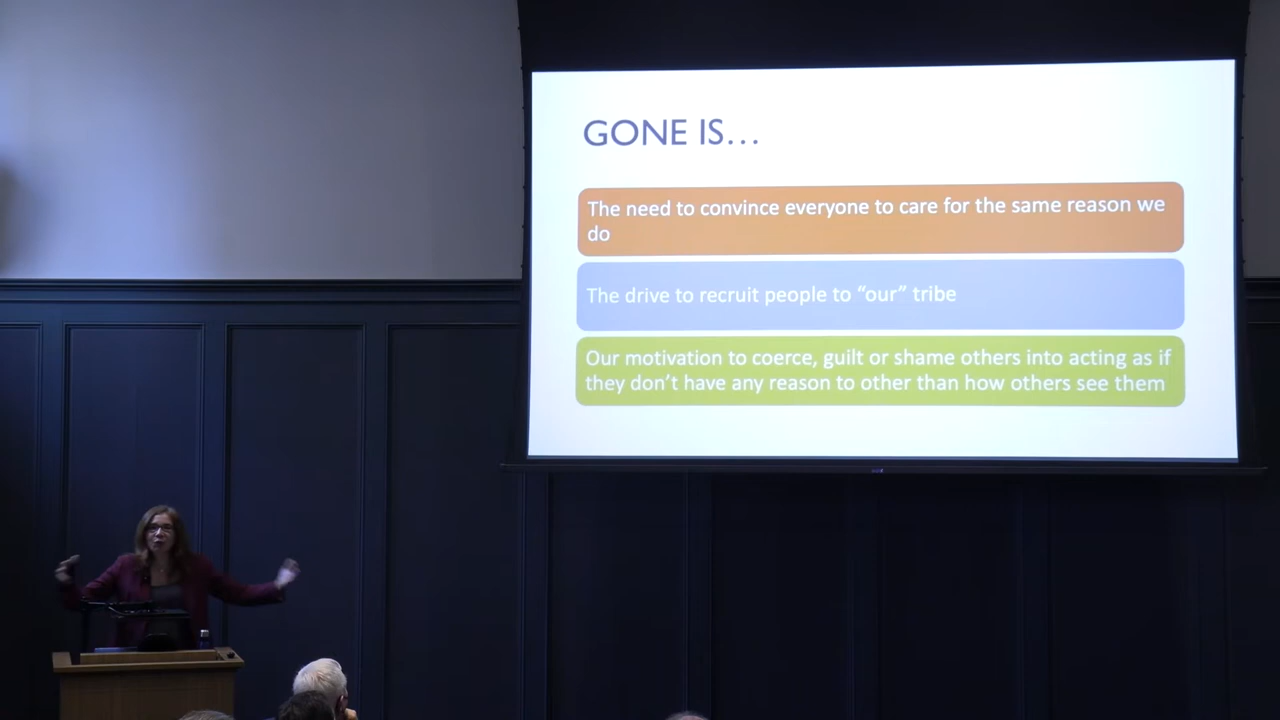 GONE IS…
The need to convince everyone to care for the same reason we
do
The drive to recruit people to “our” tribe
Our motivation to coerce, guilt or shame others into acting as if
they don’t have any reason to other than how others see them